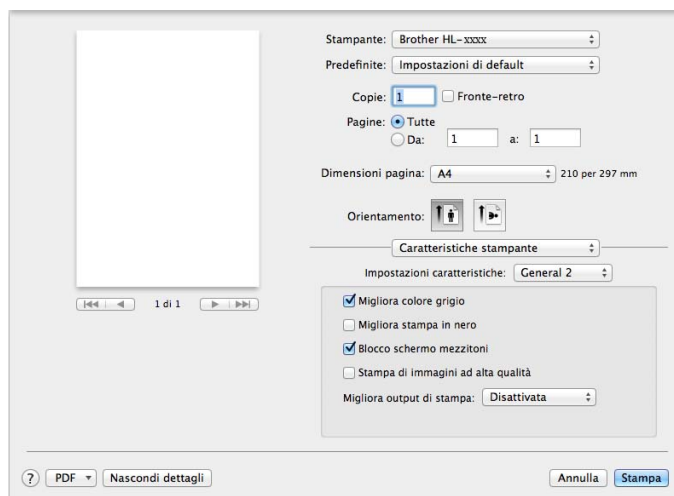 Stampante: Brother HL-xxxx
Predefinite: Impostazioni di default
Copie: 1 Fronte-retro
Pagine: Tutte
Da: 1 a: 1
Dimensioni pagina: A4 210 per 297 mm
Orientamento:
Caratteristiche stampante
Impostazioni caratteristiche: General 2
1 di 1
Migliora colore grigio
Migliora stampa in nero
Blocco schermo mezzitoni
Stampa di immagini ad alta qualità
Migliora output di stampa: Disattivata
? PDF Nascondi dettagli Annulla Stampa